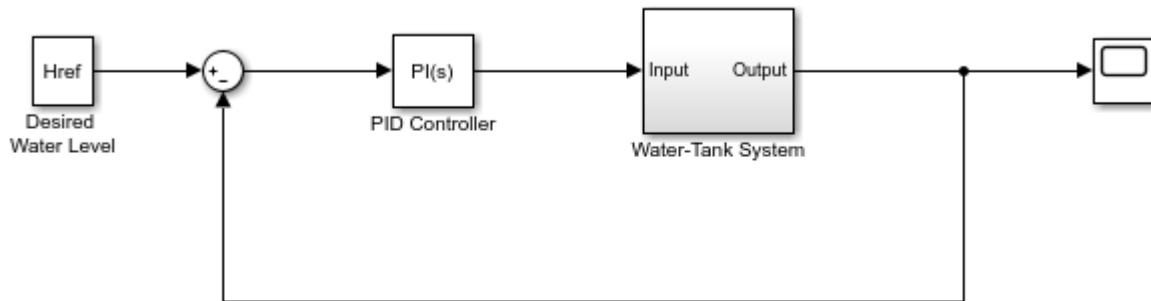 Href
+
−
PI(s)
Input
Output
Desired
Water Level
PID Controller
Water-Tank System